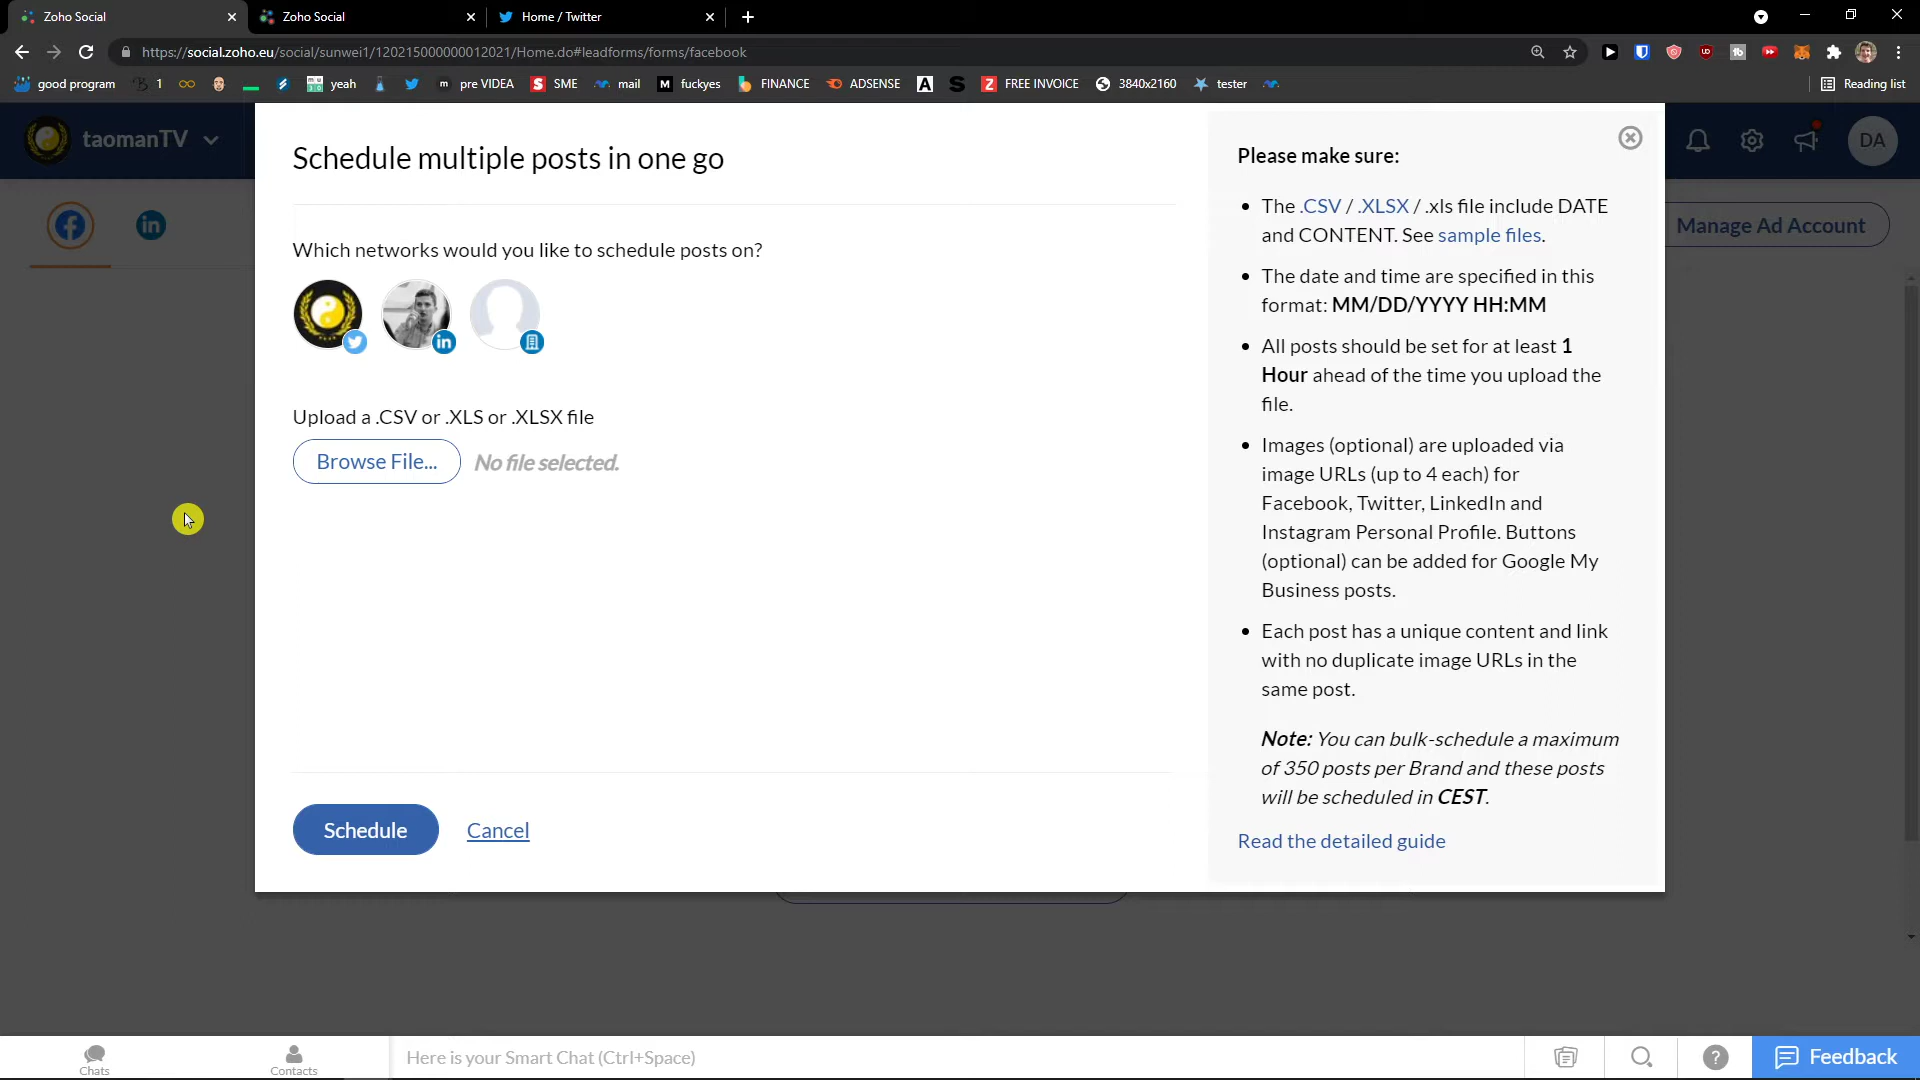 Zoho Social
Zoho Social
Home / Twitter
https://social.zoho.eu/social/sunwei1/120215000000012021/Home.do#leadforms/forms/facebook
good program
1
yeah
pre VIDEA
SME
mail
fuckyes
FINANCE
ADSENSE
FREE INVOICE
3840x2160
tester
Reading list
taomanTV
DA
Manage Ad Account
Schedule multiple posts in one go
Which networks would you like to schedule posts on?
Upload a .CSV or .XLS or .XLSX file
Browse File...
No file selected.
Schedule
Cancel
Please make sure:
The .CSV / .XLSX / .xls file include DATE
and CONTENT. See sample files.
The date and time are specified in this
format: MM/DD/YYYY HH:MM
All posts should be set for at least 1
Hour ahead of the time you upload the
file.
Images (optional) are uploaded via
image URLs (up to 4 each) for
Facebook, Twitter, LinkedIn and
Instagram Personal Profile. Buttons
(optional) can be added for Google My
Business posts.
Each post has a unique content and link
with no duplicate image URLs in the
same post.
Note: You can bulk-schedule a maximum
of 350 posts per Brand and these posts
will be scheduled in CEST.
Read the detailed guide
Chats
Contacts
Here is your Smart Chat (Ctrl+Space)
Feedback